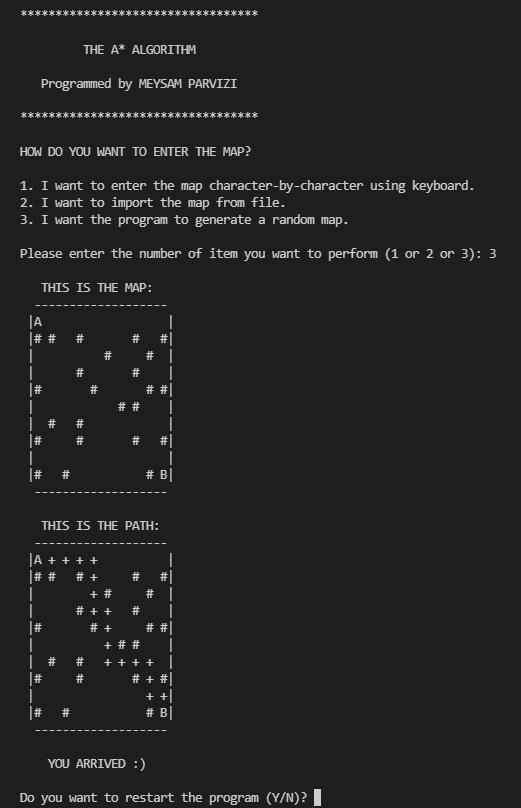 **********************************
THE A* ALGORITHM
Programmed by MEYSAM PARVIZI
**********************************
HOW DO YOU WANT TO ENTER THE MAP?
1. I want to enter the map character-by-character using keyboard.
2. I want to import the map from file.
3. I want the program to generate a random map.
Please enter the number of item you want to perform (1 or 2 or 3): 3
THIS IS THE MAP:
-------------------
|A                  |
|# #   #       #   #|
|          #     #  |
|      #       #    |
|#       #       # #|
|            # #    |
|  #   #            |
|#     #       #   #|
|                   |
|#   #           # B|
-------------------
THIS IS THE PATH:
-------------------
|A + + + +          |
|# #   # +     #   #|
|        + #     #  |
|      # + +   #    |
|#       # +     # #|
|          + # #    |
|  #   #   + + + +  |
|#     #       # + #|
|                + +|
|#   #           # B|
-------------------
YOU ARRIVED :)
Do you want to restart the program (Y/N)?